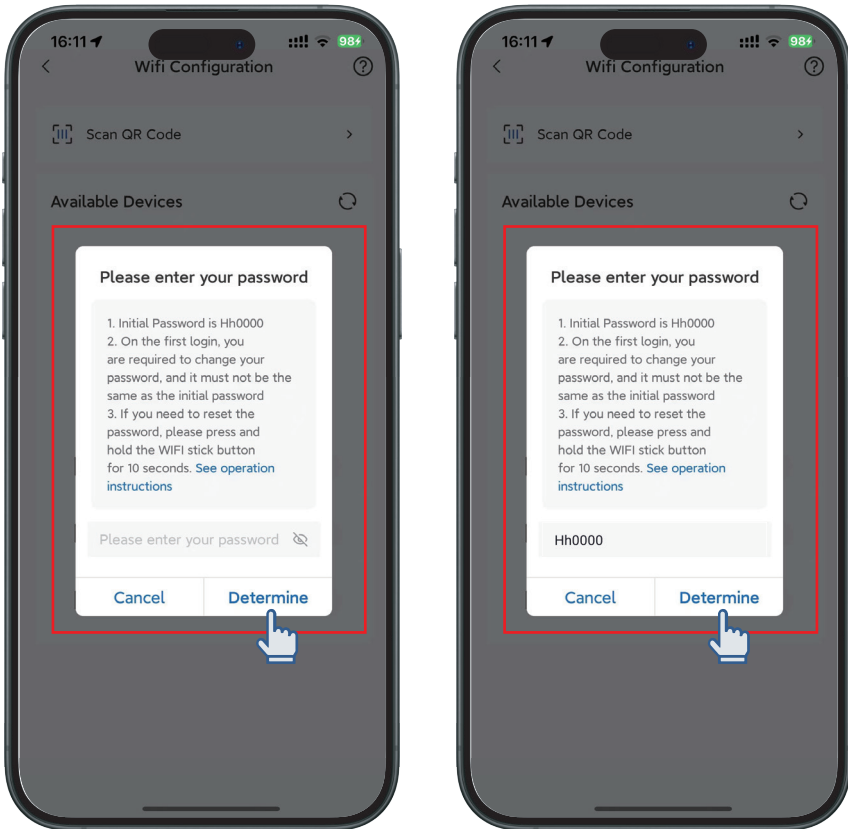 16:11
98
Wifi Configuration
?
Scan QR Code
Available Devices
Please enter your password
1. Initial Password is Hh0000
2. On the first login, you
are required to change your
password, and it must not be the
same as the initial password
3. If you need to reset the
password, please press and
hold the WIFI stick button
for 10 seconds. See operation
instructions
Please enter your password
Cancel
Determine
16:11
98
Wifi Configuration
?
Scan QR Code
Available Devices
Please enter your password
1. Initial Password is Hh0000
2. On the first login, you
are required to change your
password, and it must not be the
same as the initial password
3. If you need to reset the
password, please press and
hold the WIFI stick button
for 10 seconds. See operation
instructions
Hh0000
Cancel
Determine